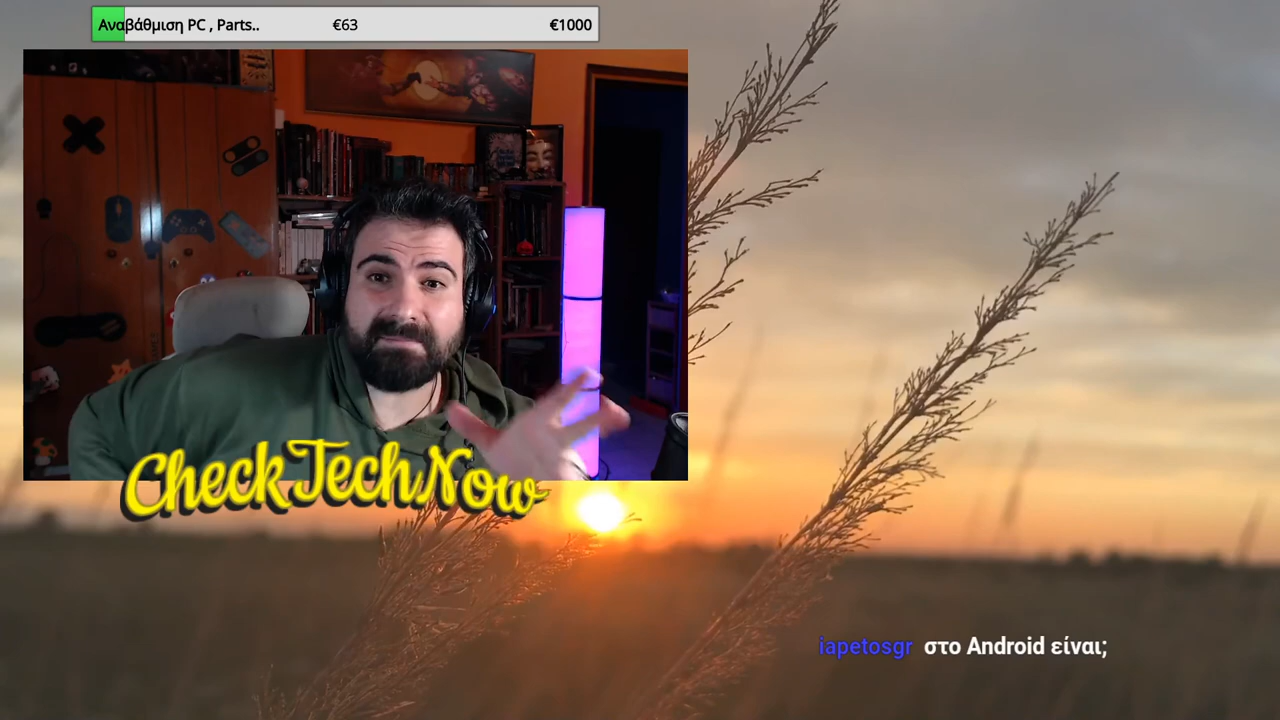 Αναβάθμιση PC , Parts.. €63 €1000
CheckTechNow
iapetosgr στο Android είναι;